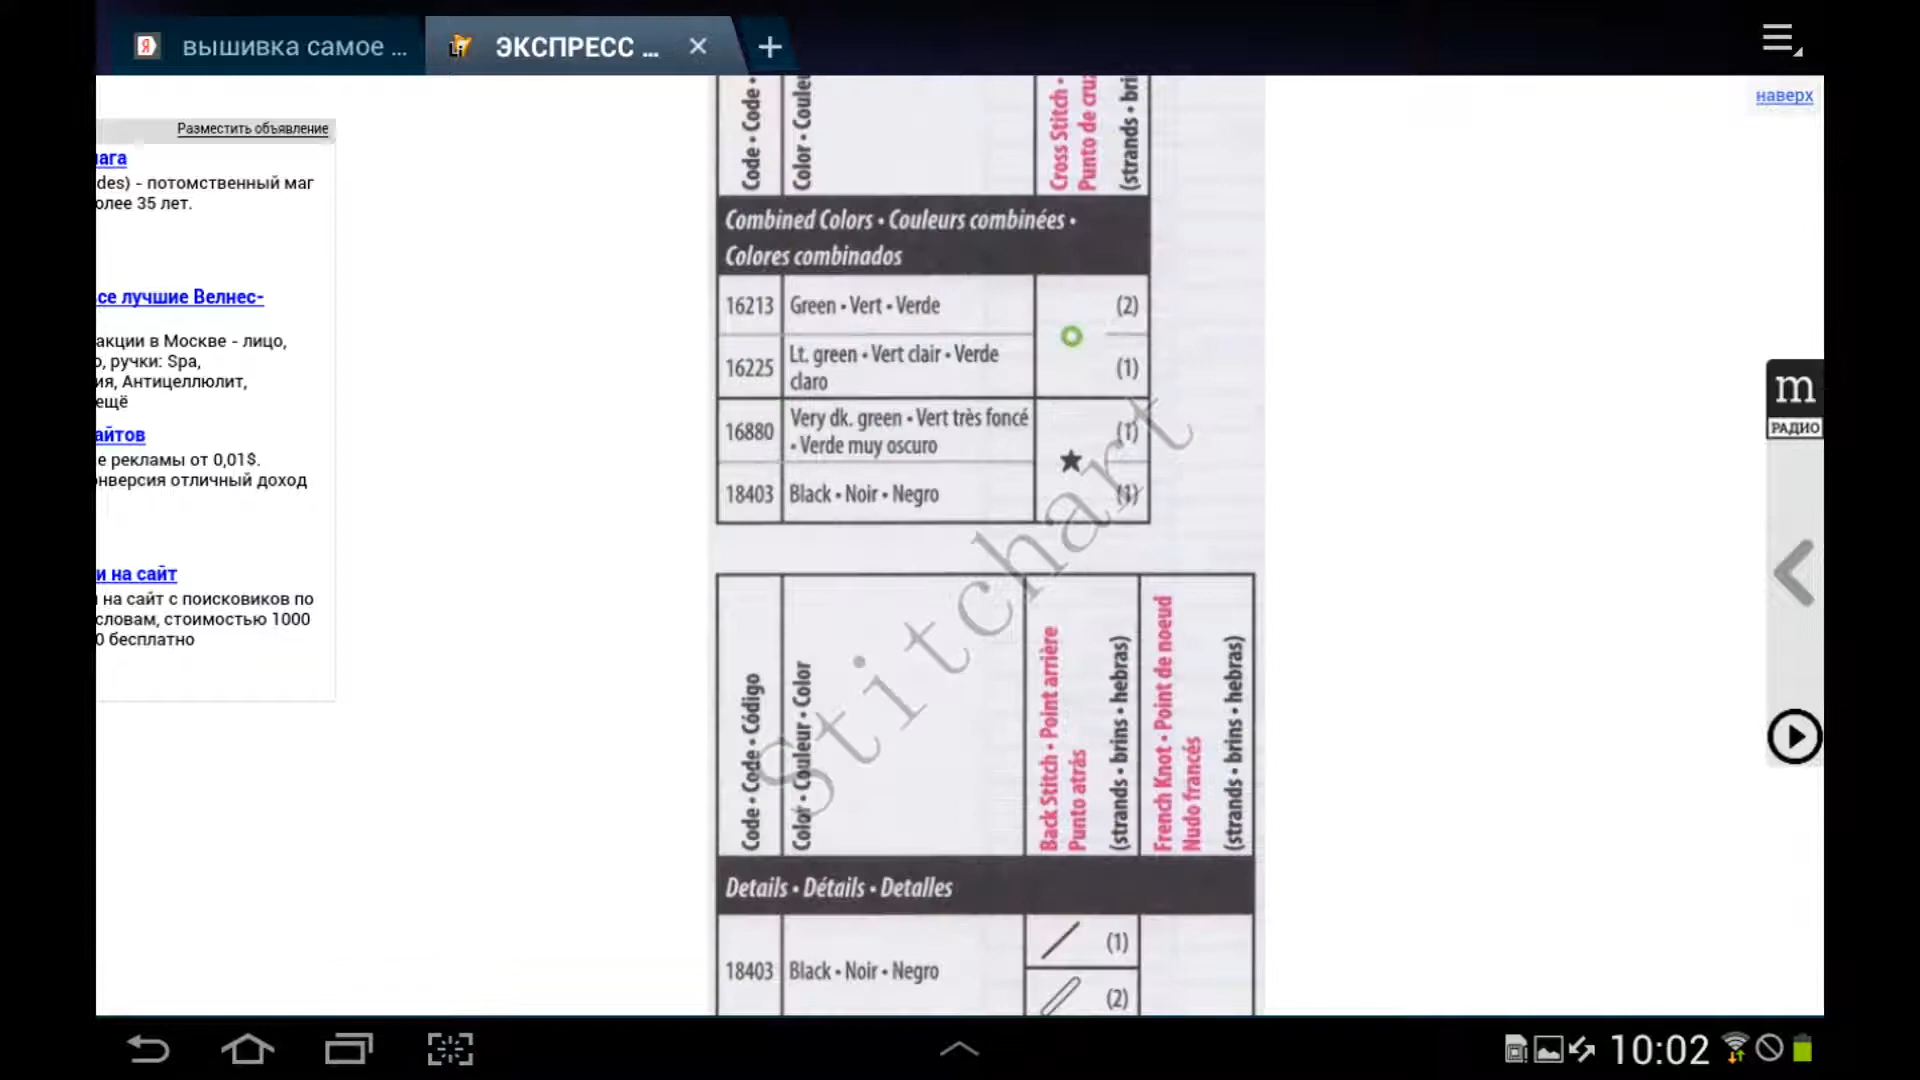 вышивка самое ...
ЭКСПРЕСС ...
наверх
Разместить объявление
лага
des) - потомственный маг
олее 35 лет.
се лучшие Велнес-
акции в Москве - лицо,
о, ручки: Spa,
ия, Антицеллюлит,
ещё
айтов
е рекламы от 0,01$.
онверсия отличный доход
и на сайт
на сайт с поисковиков по
словам, стоимостью 1000
0 бесплатно
Code • Code •
Color • Couleu
Cross Stitch •
Punto de cruz
(strands • bri
Combined Colors • Couleurs combinées •
Colores combinados
16213 Green • Vert • Verde (2)
16225 Lt. green • Vert clair • Verde
claro (1)
16880 Very dk. green • Vert très foncé
• Verde muy oscuro (1)
18403 Black • Noir • Negro (1)
Stitchart
Code • Code • Código
Color • Couleur • Color
Back Stitch • Point arrière
Punto atràs
(strands • brins • hebras)
French Knot • Point de noeud
Nudo francés
(strands • brins • hebras)
Details • Détails • Detalles
18403 Black • Noir • Negro (1)
(2)
m
РАДИО
10:02